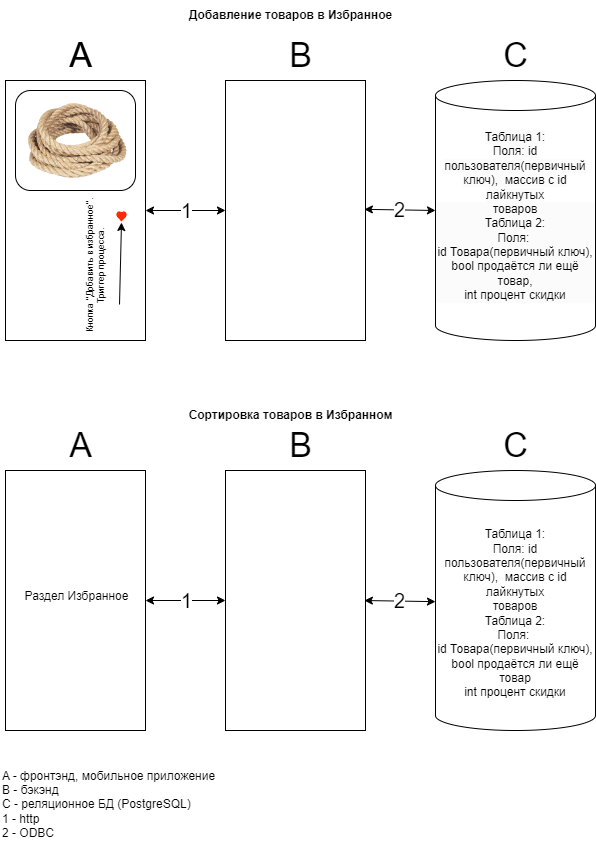 Добавление товаров в Избранное
A
B
C
Кнопка "Добавить в избранное".
Триггер процесса.
1
2
Таблица 1:
Поля: id
пользователя(первичный
ключ), массив с id
лайкнутых
товаров
Таблица 2:
Поля:
id Товара(первичный ключ),
bool продаётся ли ещё
товар,
int процент скидки
Сортировка товаров в Избранном
A
B
C
Раздел Избранное
1
2
Таблица 1:
Поля: id
пользователя(первичный
ключ), массив с id
лайкнутых
товаров
Таблица 2:
Поля:
id Товара(первичный ключ),
bool продаётся ли ещё
товар
int процент скидки
A - фронтэнд, мобильное приложение
B - бэкэнд
C - реляционное БД (PostgreSQL)
1 - http
2 - ODBC